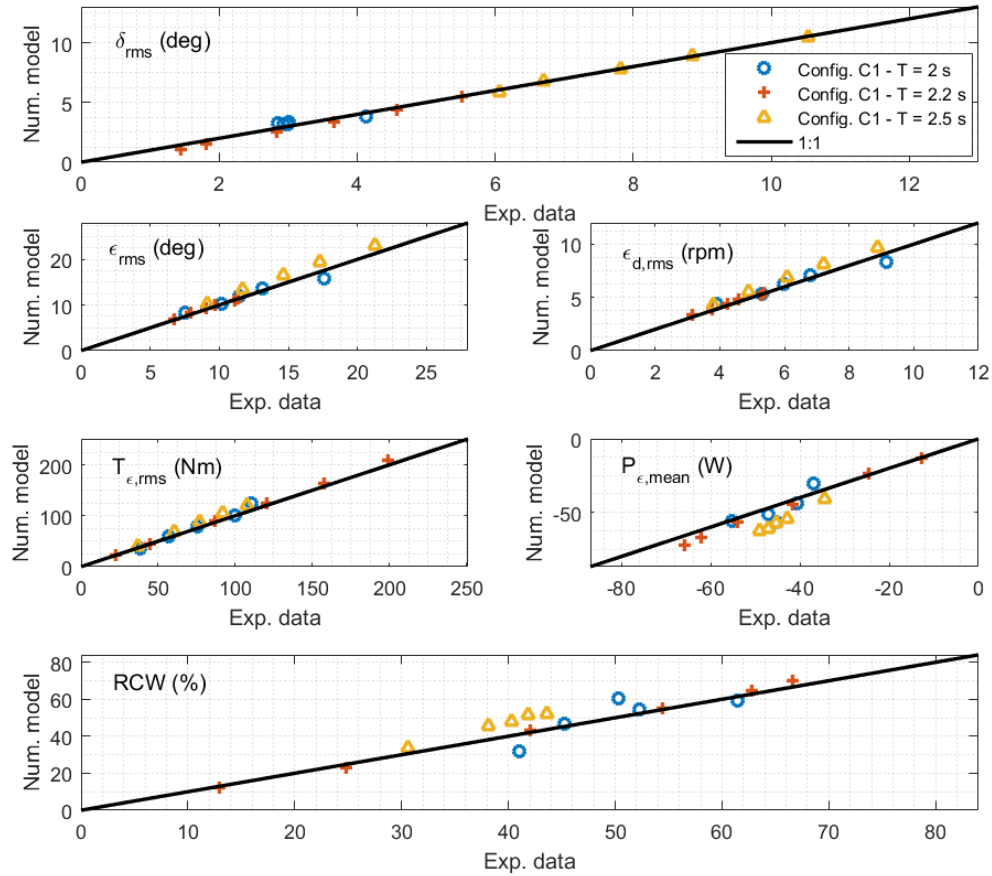 δrms (deg)
Num. model
10
5
0
0 2 4 6 8 10 12
Exp. data
Config. C1 - T = 2 s
Config. C1 - T = 2.2 s
Config. C1 - T = 2.5 s
1:1
ϵrms (deg)
Num. model
20
10
0
0 5 10 15 20 25
Exp. data
ϵd,rms (rpm)
Num. model
10
5
0
0 2 4 6 8 10 12
Exp. data
Tϵ,rms (Nm)
Num. model
200
100
0
0 50 100 150 200 250
Exp. data
Pϵ,mean (W)
Num. model
0
-50
-80 -60 -40 -20 0
Exp. data
RCW (%)
Num. model
80
60
40
20
0
0 10 20 30 40 50 60 70 80
Exp. data